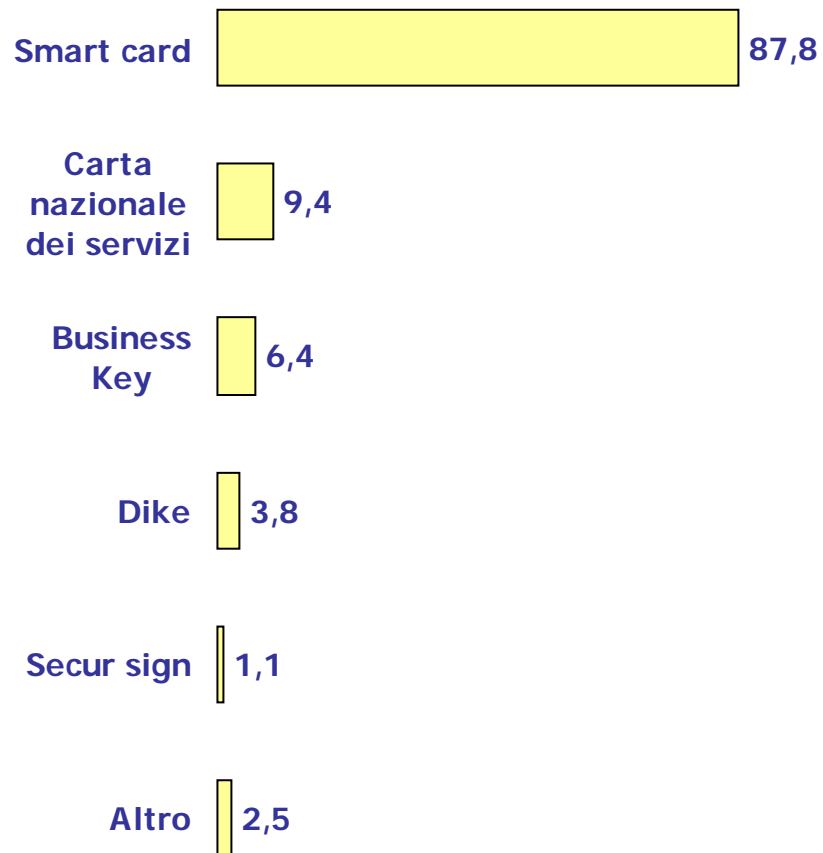 Smart card 87,8
Carta
nazionale 9,4
dei servizi
Business
Key 6,4
Dike 3,8
Secur sign 1,1
Altro 2,5